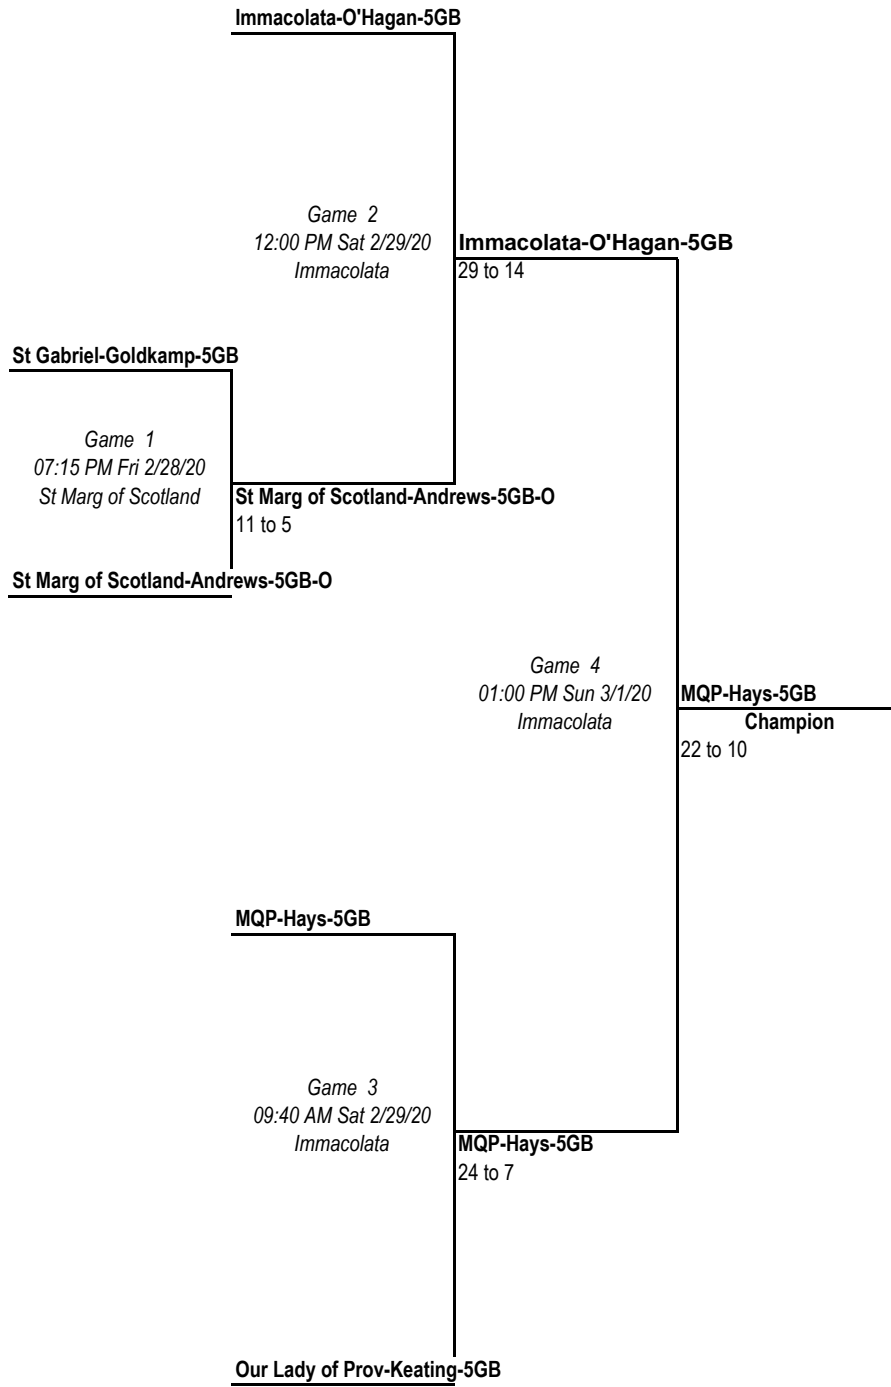 Immacolata-O'Hagan-5GB
Game 2
12:00 PM Sat 2/29/20
Immacolata
Immacolata-O'Hagan-5GB
29 to 14
St Gabriel-Goldkamp-5GB
Game 1
07:15 PM Fri 2/28/20
St Marg of Scotland
St Marg of Scotland-Andrews-5GB-O
11 to 5
St Marg of Scotland-Andrews-5GB-O
Game 4
01:00 PM Sun 3/1/20
Immacolata
MQP-Hays-5GB
Champion
22 to 10
MQP-Hays-5GB
Game 3
09:40 AM Sat 2/29/20
Immacolata
MQP-Hays-5GB
24 to 7
Our Lady of Prov-Keating-5GB